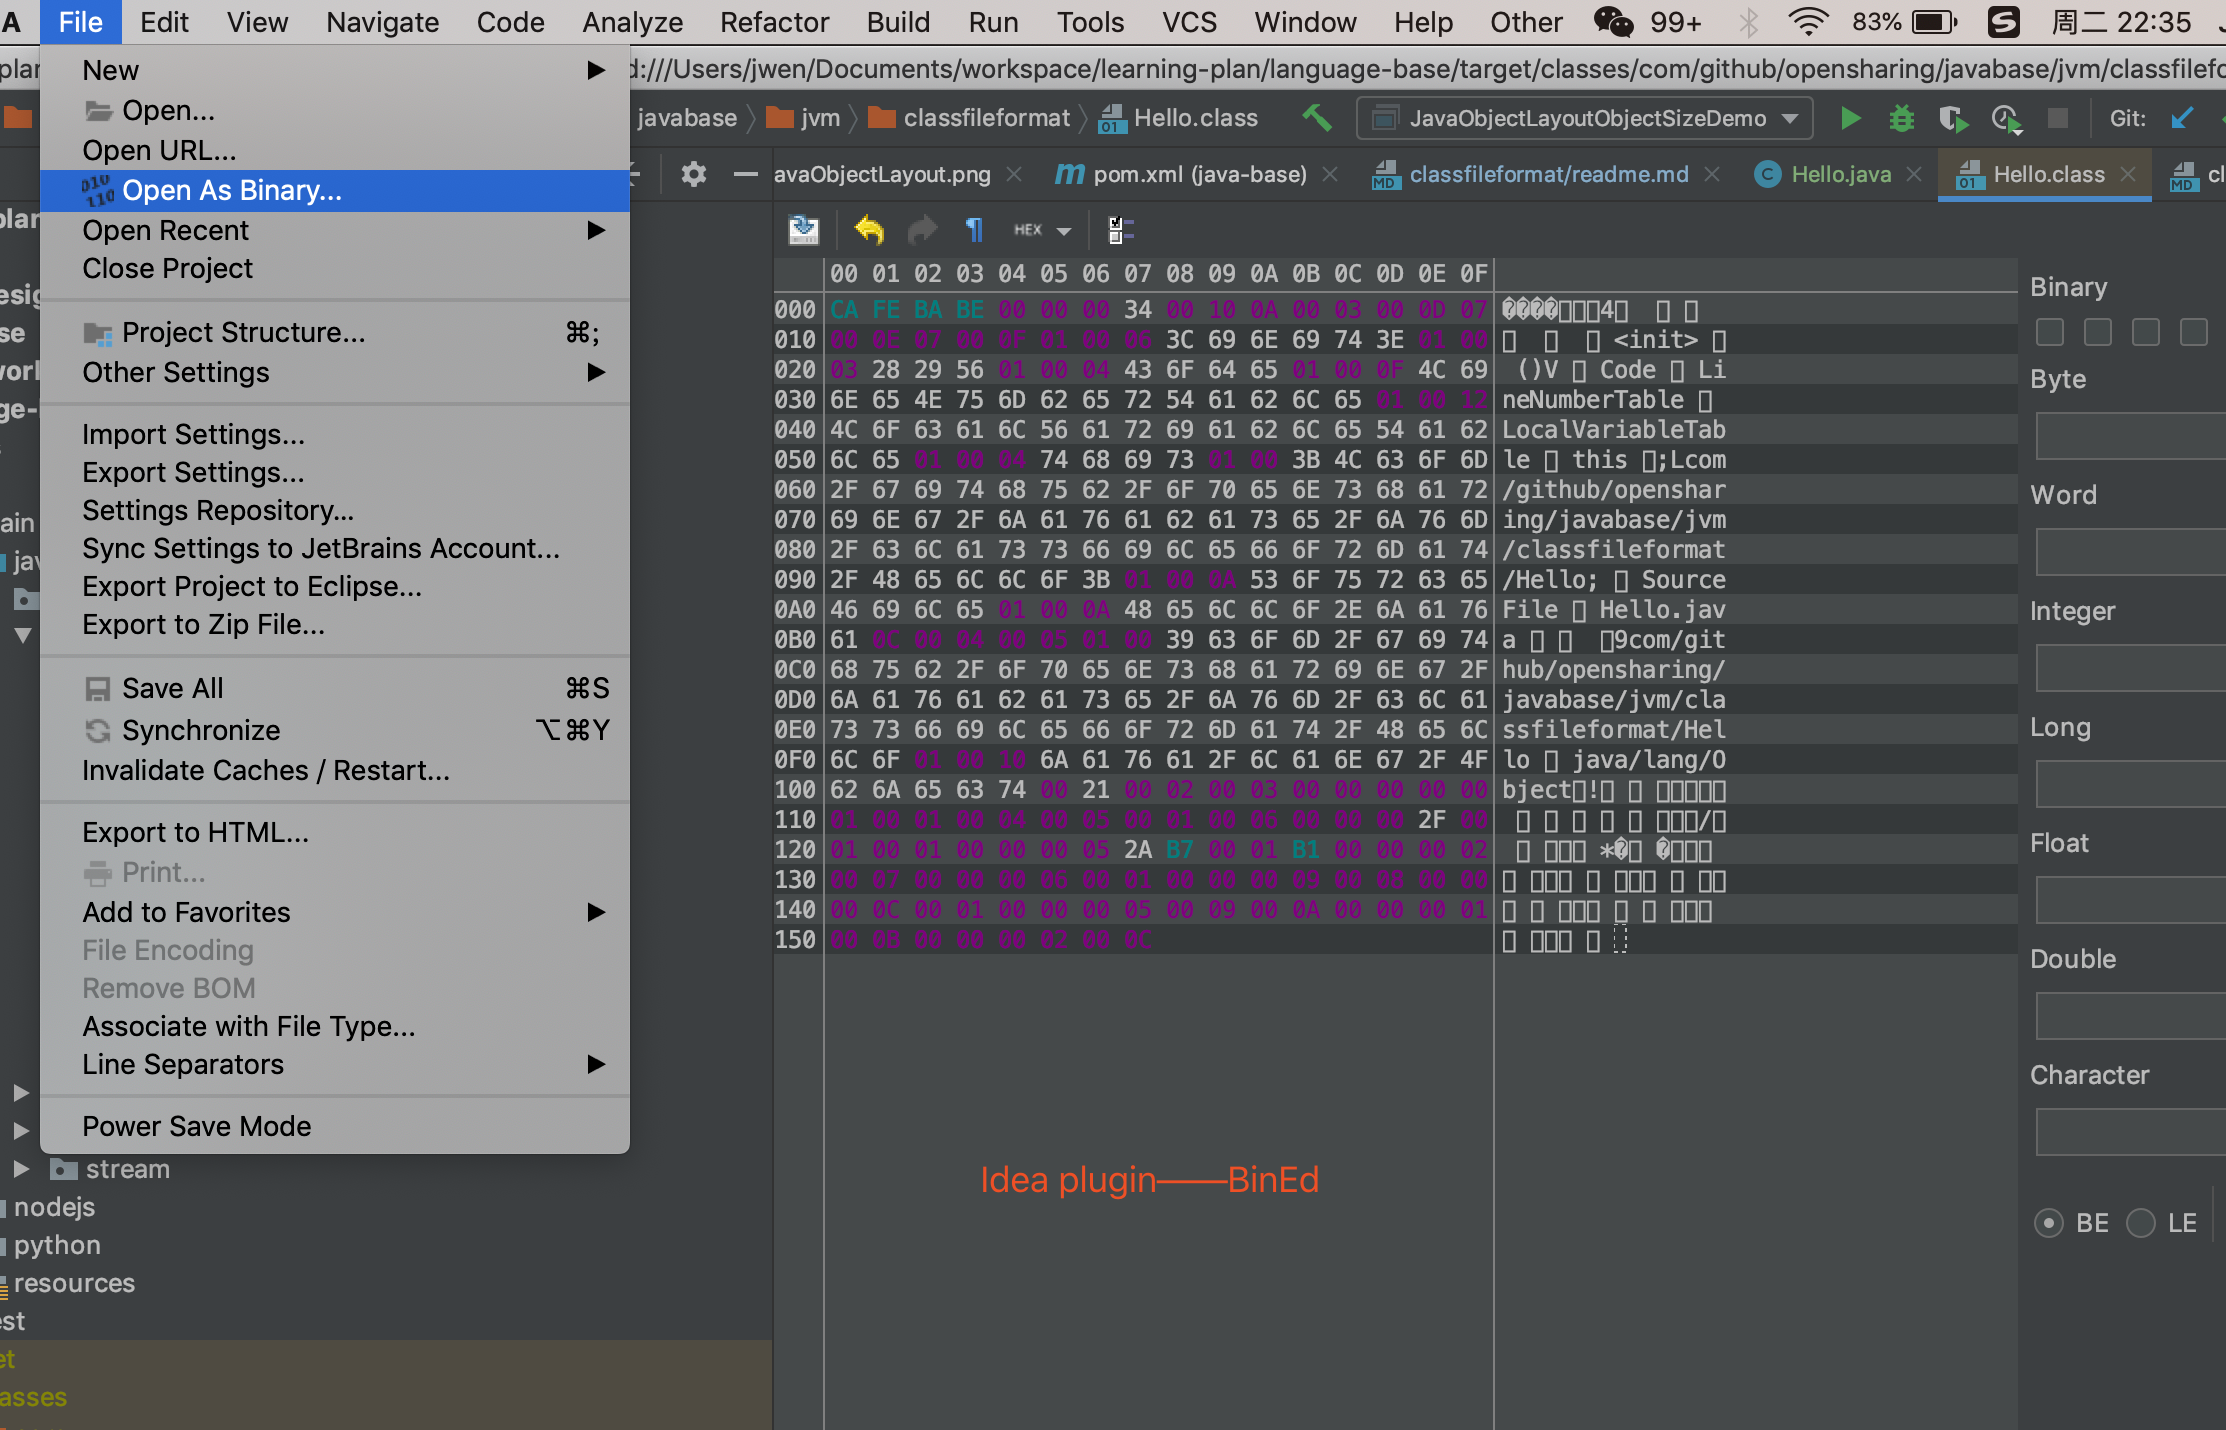 File Edit View Navigate Code Analyze Refactor Build Run Tools VCS Window Help Other 99+ 83% 周二 22:35
d:///Users/jwen/Documents/workspace/learning-plan/language-base/target/classes/com/github/opensharing/javabase/jvm/classfilefo
javabase jvm classfileformat Hello.class JavaObjectLayoutObjectSizeDemo Git:
avaObjectLayout.png pom.xml (java-base) classfileformat/readme.md Hello.java Hello.class
New
Open...
Open URL...
Open As Binary...
Open Recent
Close Project
Project Structure... ⌘;
Other Settings
Import Settings...
Export Settings...
Settings Repository...
Sync Settings to JetBrains Account...
Export Project to Eclipse...
Export to Zip File...
Save All ⌘S
Synchronize ⌥⌘Y
Invalidate Caches / Restart...
Export to HTML...
Print...
Add to Favorites
File Encoding
Remove BOM
Associate with File Type...
Line Separators
Power Save Mode
stream
nodejs
python
resources
est
et
asses
HEX
00 01 02 03 04 05 06 07 08 09 0A 0B 0C 0D 0E 0F
000 CA FE BA BE 00 00 00 34 00 10 0A 00 03 00 0D 07 4
010 00 0E 07 00 0F 01 00 06 3C 69 6E 69 74 3E 01 00 <init>
020 03 28 29 56 01 00 04 43 6F 64 65 01 00 0F 4C 69 ()V Code Li
030 6E 65 4E 75 6D 62 65 72 54 61 62 6C 65 01 00 12 neNumberTable
040 4C 6F 63 61 6C 56 61 72 69 61 62 6C 65 54 61 62 LocalVariableTab
050 6C 65 01 00 04 74 68 69 73 01 00 3B 4C 63 6F 6D le this ;Lcom
060 2F 67 69 74 68 75 62 2F 6F 70 65 6E 73 68 61 72 /github/openshar
070 69 6E 67 2F 6A 61 76 61 62 61 73 65 2F 6A 76 6D ing/javabase/jvm
080 2F 63 6C 61 73 73 66 69 6C 65 66 6F 72 6D 61 74 /classfileformat
090 2F 48 65 6C 6C 6F 3B 01 00 0A 53 6F 75 72 63 65 /Hello; Source
0A0 46 69 6C 65 01 00 0A 48 65 6C 6C 6F 2E 6A 61 76 File Hello.jav
0B0 61 0C 00 04 00 05 01 00 39 63 6F 6D 2F 67 69 74 a 9com/git
0C0 68 75 62 2F 6F 70 65 6E 73 68 61 72 69 6E 67 2F hub/opensharing/
0D0 6A 61 76 61 62 61 73 65 2F 6A 76 6D 2F 63 6C 61 javabase/jvm/cla
0E0 73 73 66 69 6C 65 66 6F 72 6D 61 74 2F 48 65 6C ssfileformat/Hel
0F0 6C 6F 01 00 10 6A 61 76 61 2F 6C 61 6E 67 2F 4F lo java/lang/O
100 62 6A 65 63 74 00 21 00 02 00 03 00 00 00 00 00 bject !
110 01 00 01 00 04 00 05 00 01 00 06 00 00 00 2F 00 /
120 01 00 01 00 00 00 05 2A B7 00 01 B1 00 00 00 02 *
130 00 07 00 00 00 06 00 01 00 00 00 09 00 08 00 00
140 00 0C 00 01 00 00 00 05 00 09 00 0A 00 00 00 01
150 00 0B 00 00 00 02 00 0C
Idea plugin——BinEd
Binary
Byte
Word
Integer
Long
Float
Double
Character
BE LE